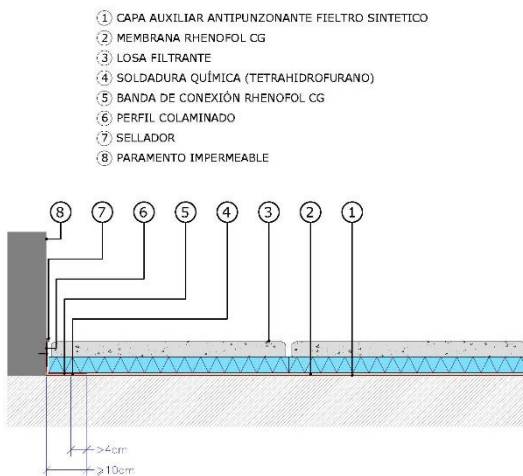 ① CAPA AUXILIAR ANTIPUNZONANTE FIELTRO SINTETICO
② MEMBRANA RHENOFOL CG
③ LOSA FILTRANTE
④ SOLDADURA QUÍMICA (TETRAHIDROFURANO)
⑤ BANDA DE CONEXIÓN RHENOFOL CG
⑥ PERFIL COLAMINADO
⑦ SELLADOR
⑧ PARAMENTO IMPERMEABLE
⑧ ⑦ ⑥ ⑤ ④ ③ ② ①
>4cm
⩾10cm